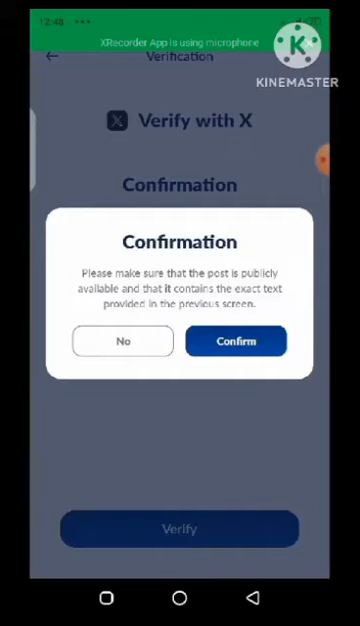 12:48
XRecorder App is using microphone
K
KINEMASTER
Verification
X Verify with X
Confirmation
Confirmation
Please make sure that the post is publicly
available and that it contains the exact text
provided in the previous screen.
No
Confirm
Verify